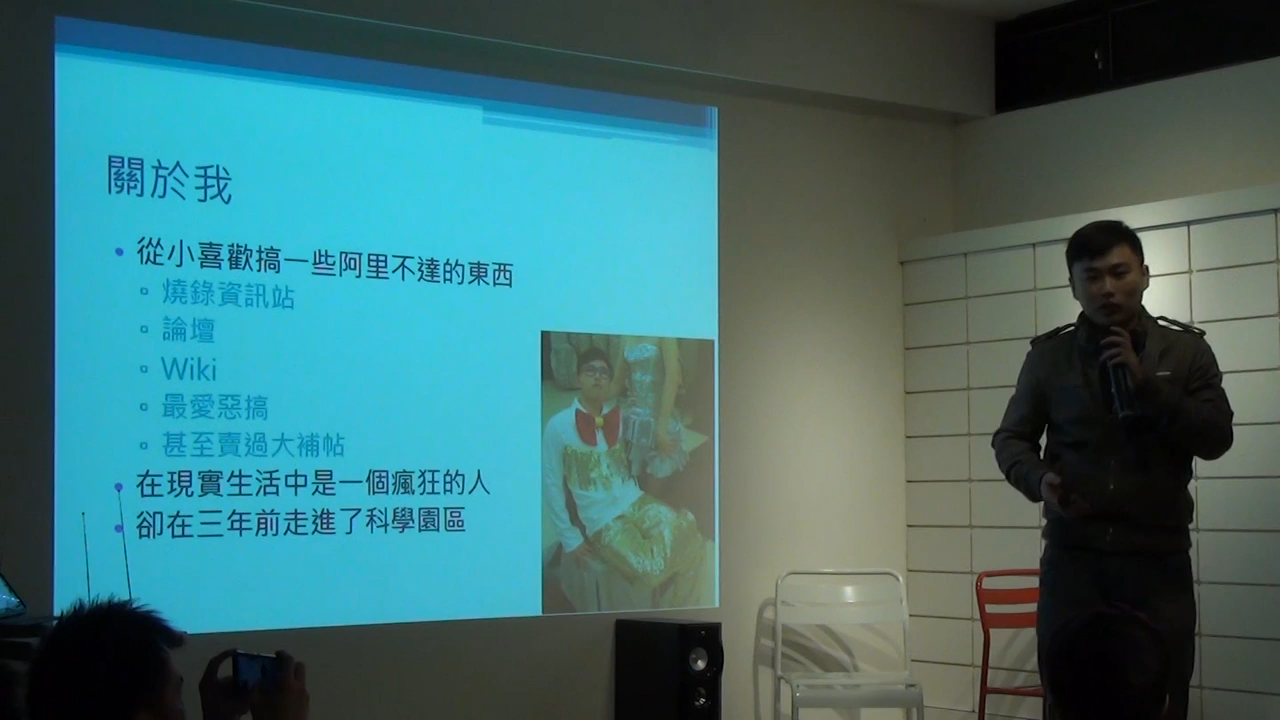 關於我
從小喜歡搞一些阿里不達的東西
燒錄資訊站
論壇
Wiki
最愛惡搞
甚至賣過大補帖
在現實生活中是一個瘋狂的人
卻在三年前走進了科學園區